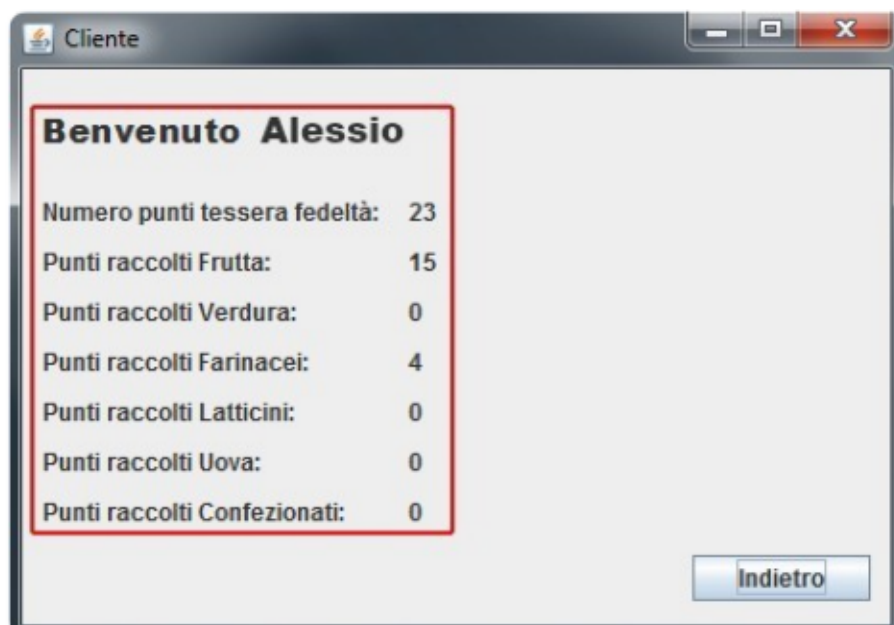 Cliente
Benvenuto Alessio
Numero punti tessera fedeltà: 23
Punti raccolti Frutta: 15
Punti raccolti Verdura: 0
Punti raccolti Farinacei: 4
Punti raccolti Latticini: 0
Punti raccolti Uova: 0
Punti raccolti Confezionati: 0
Indietro